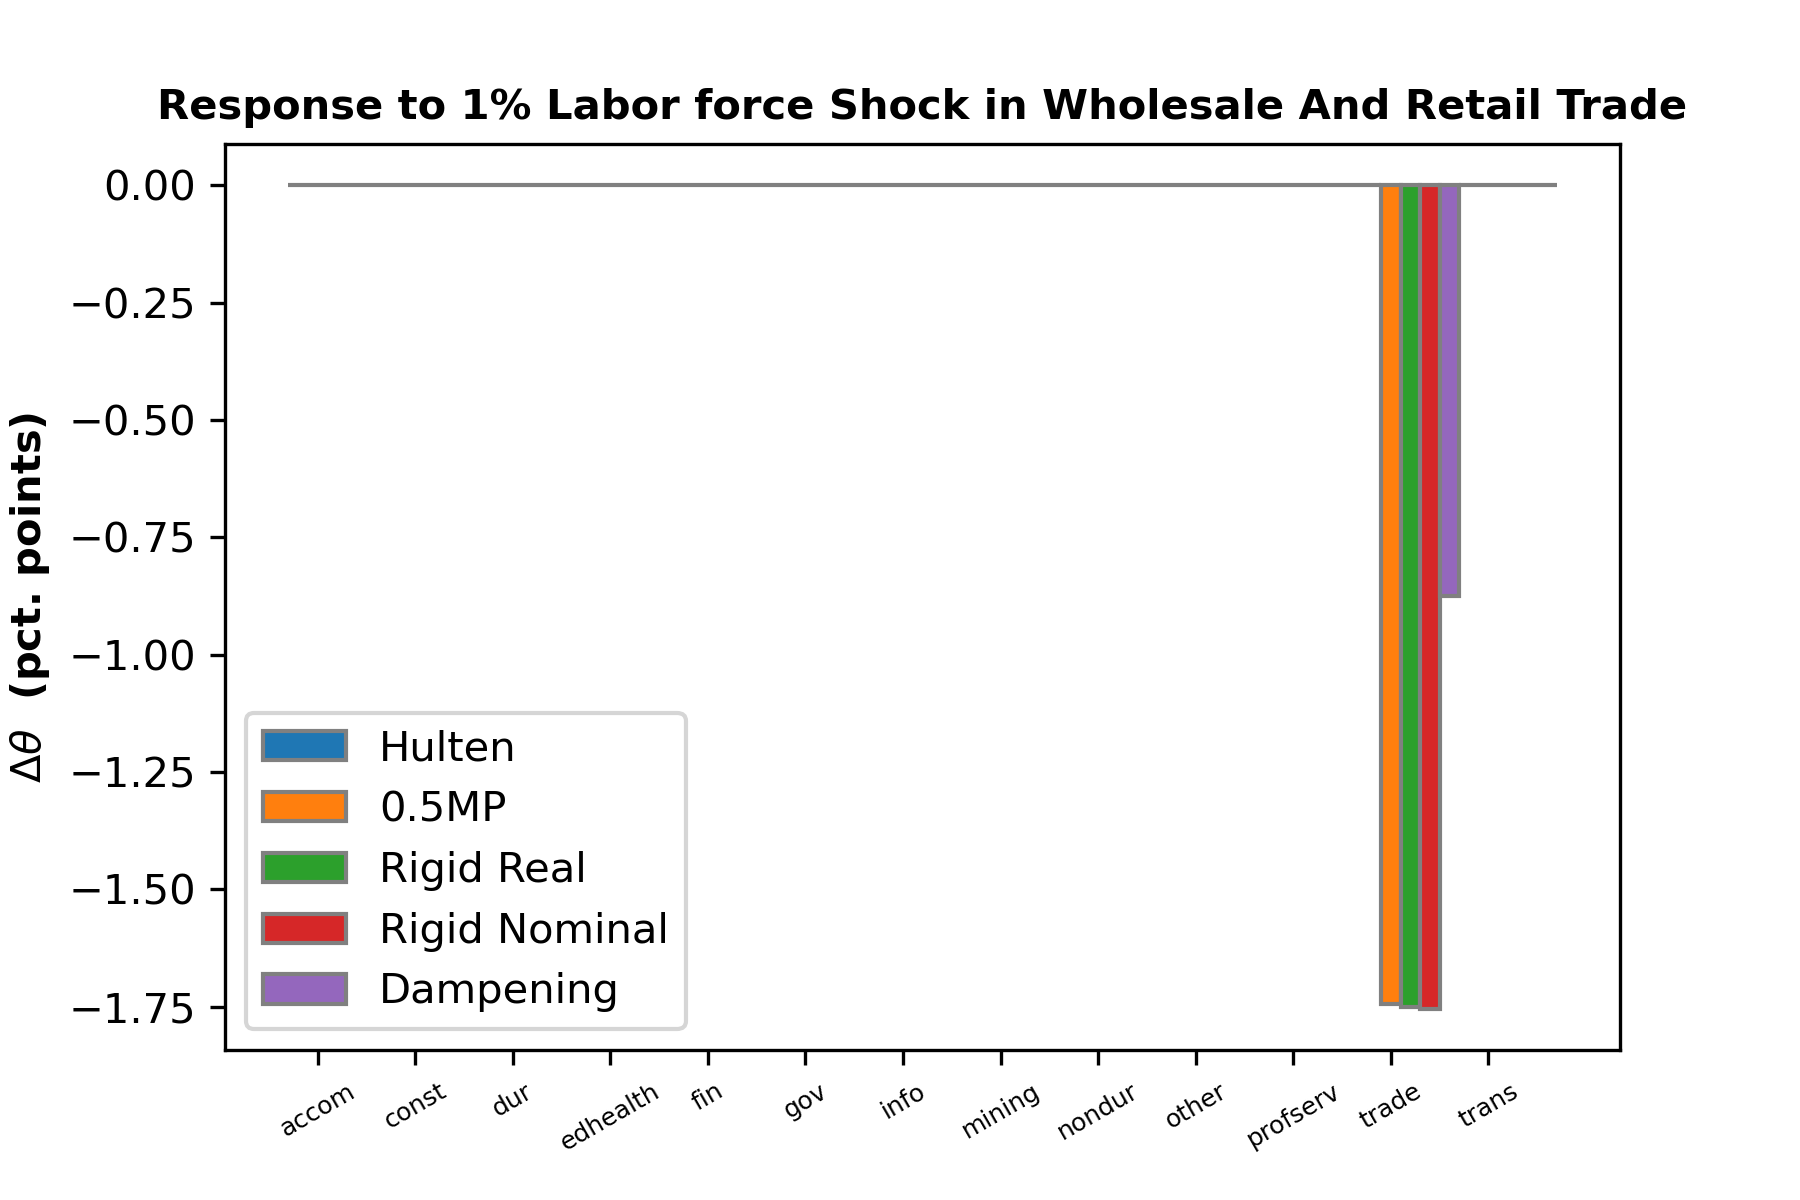 Response to 1% Labor force Shock in Wholesale And Retail Trade
Δθ (pct. points)
0.00
−0.25
−0.50
−0.75
−1.00
−1.25
−1.50
−1.75
Hulten
0.5MP
Rigid Real
Rigid Nominal
Dampening
accom const dur edhealth fin gov info mining nondur other profserv trade trans